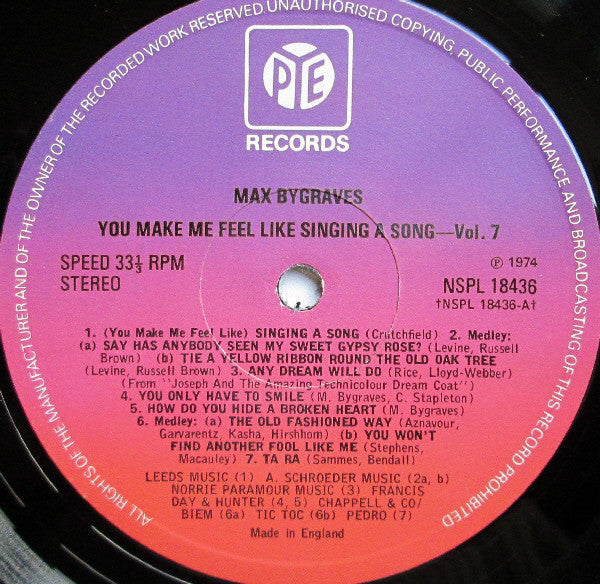 ALL RIGHTS OF THE MANUFACTURER AND OF THE OWNER OF THE RECORDED WORK RESERVED UNAUTHORISED COPYING, PUBLIC PERFORMANCE AND BROADCASTING OF THIS RECORD PROHIBITED
PYE
RECORDS
MAX BYGRAVES
YOU MAKE ME FEEL LIKE SINGING A SONG—Vol. 7
SPEED 33⅓ RPM
STEREO
℗ 1974
NSPL 18436
†NSPL 18436-A†
1. (You Make Me Feel Like) SINGING A SONG (Crutchfield) 2. Medley:
(a) SAY HAS ANYBODY SEEN MY SWEET GYPSY ROSE? (Levine, Russell
Brown) (b) TIE A YELLOW RIBBON ROUND THE OLD OAK TREE
(Levine, Russell Brown) 3. ANY DREAM WILL DO (Rice, Lloyd-Webber)
(From "Joseph And The Amazing Technicolour Dream Coat")
4. YOU ONLY HAVE TO SMILE (M. Bygraves, C. Stapleton)
5. HOW DO YOU HIDE A BROKEN HEART (M. Bygraves)
6. Medley: (a) THE OLD FASHIONED WAY (Aznavour,
Garvarentz, Kasha, Hirshhorn) (b) YOU WON'T
FIND ANOTHER FOOL LIKE ME (Stephens,
Macauley) 7. TA RA (Sammes, Bendall)
LEEDS MUSIC (1) A. SCHROEDER MUSIC (2a, b)
NORRIE PARAMOUR MUSIC (3) FRANCIS
DAY & HUNTER (4, 5) CHAPPELL & CO/
BIEM (6a) TIC TOC (6b) PEDRO (7)
Made in England